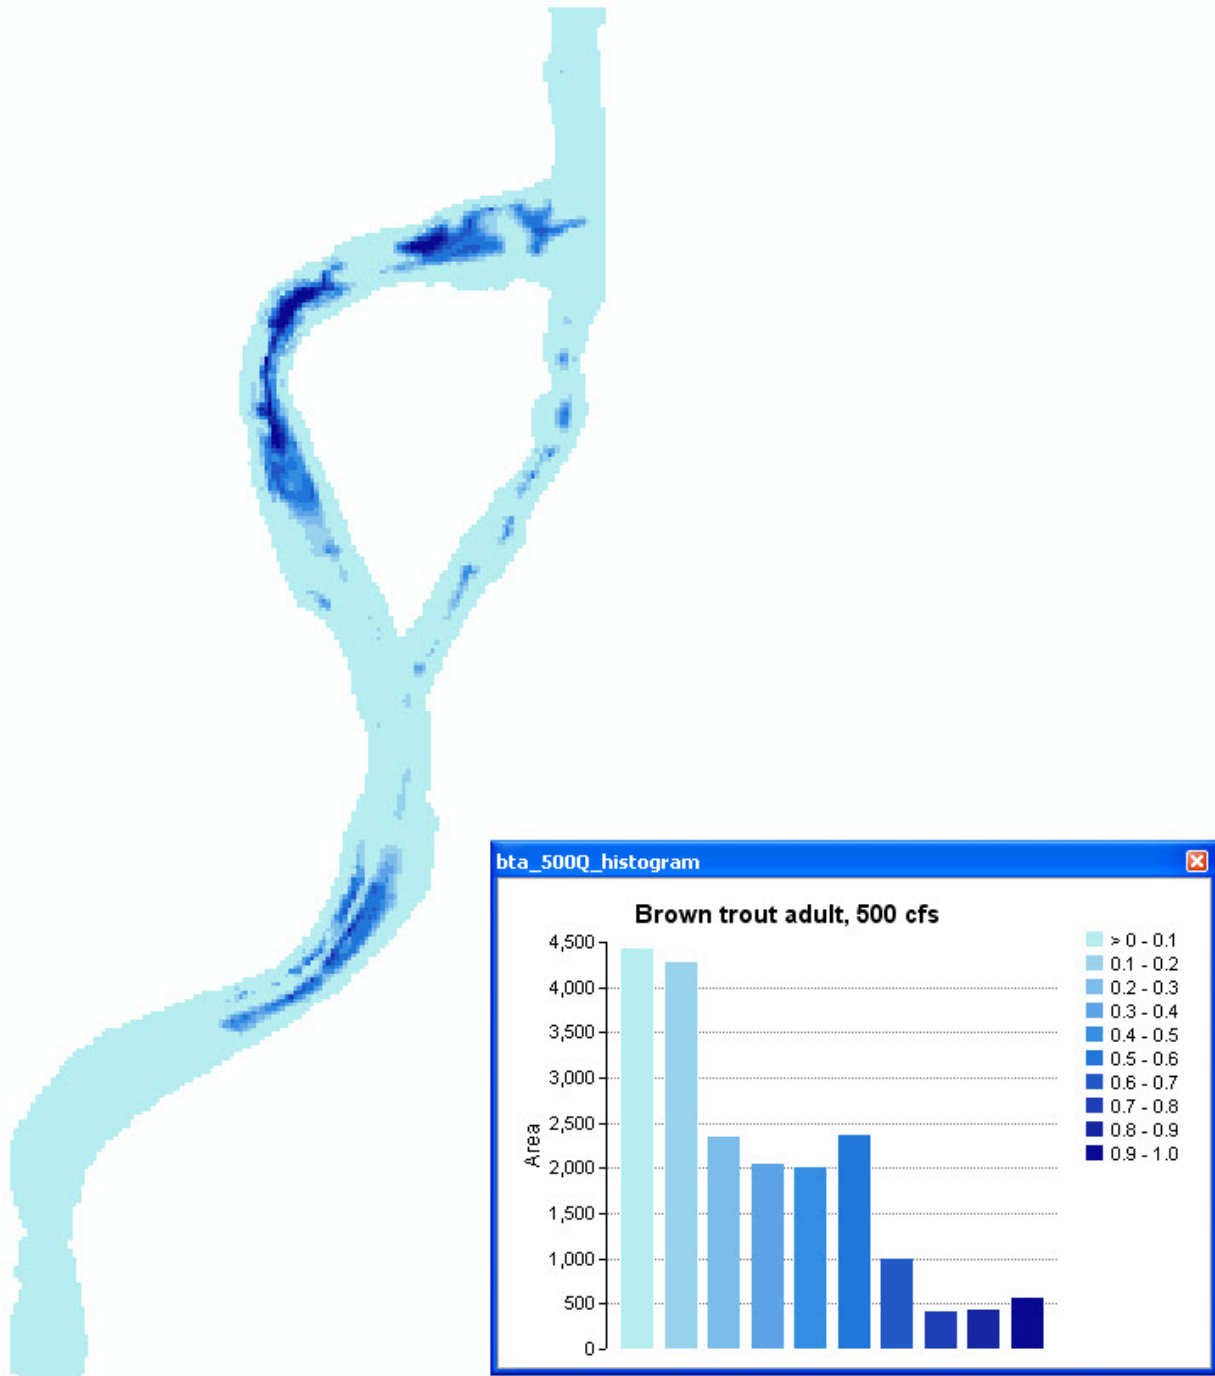 bta_500Q_histogram
Brown trout adult, 500 cfs
4,500
4,000
3,500
3,000
2,500
2,000
1,500
1,000
500
0
Area
> 0 - 0.1
0.1 - 0.2
0.2 - 0.3
0.3 - 0.4
0.4 - 0.5
0.5 - 0.6
0.6 - 0.7
0.7 - 0.8
0.8 - 0.9
0.9 - 1.0